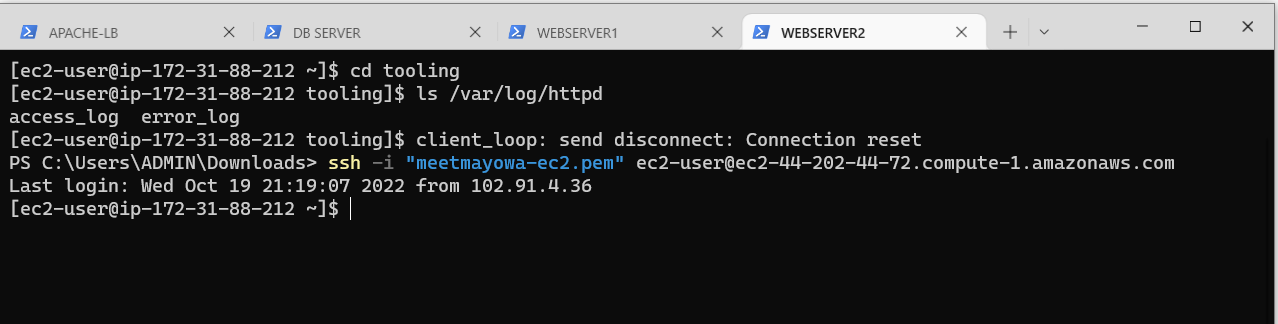 APACHE-LB DB SERVER WEBSERVER1 WEBSERVER2
[ec2-user@ip-172-31-88-212 ~]$ cd tooling
[ec2-user@ip-172-31-88-212 tooling]$ ls /var/log/httpd
access_log  error_log
[ec2-user@ip-172-31-88-212 tooling]$ client_loop: send disconnect: Connection reset
PS C:\Users\ADMIN\Downloads> ssh -i "meetmayowa-ec2.pem" ec2-user@ec2-44-202-44-72.compute-1.amazonaws.com
Last login: Wed Oct 19 21:19:07 2022 from 102.91.4.36
[ec2-user@ip-172-31-88-212 ~]$